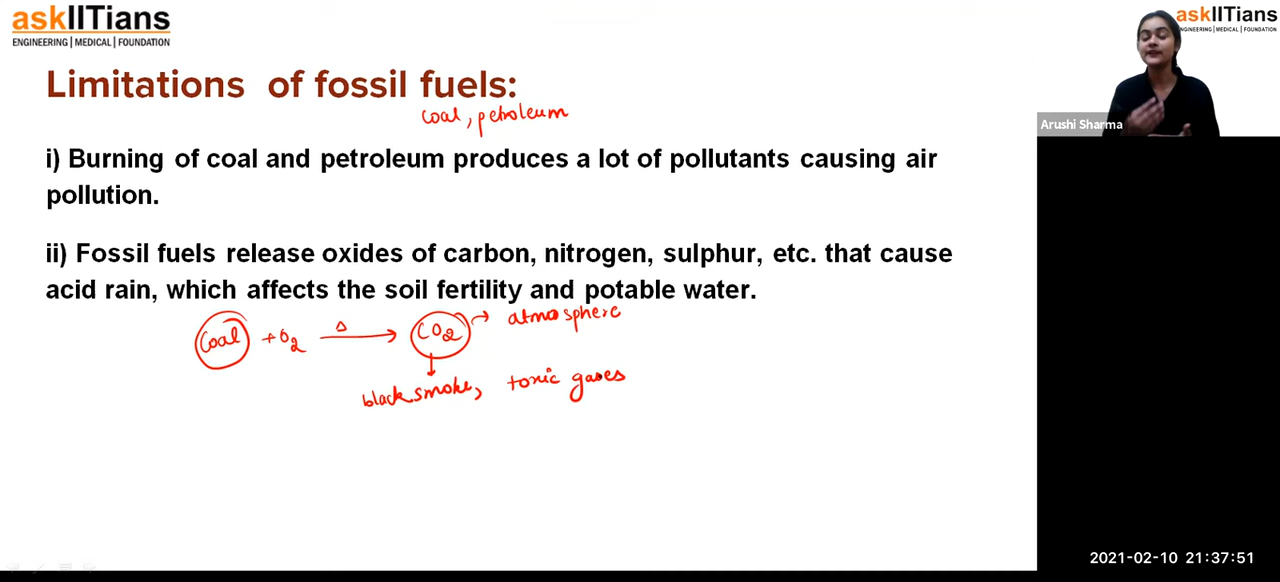 askIITians
ENGINEERING | MEDICAL | FOUNDATION
askIITians
ENGINEERING | MEDICAL | FOUNDATION
Arushi Sharma
Limitations of fossil fuels:
coal, petroleum
i) Burning of coal and petroleum produces a lot of pollutants causing air
pollution.
ii) Fossil fuels release oxides of carbon, nitrogen, sulphur, etc. that cause
acid rain, which affects the soil fertility and potable water.
Coal + O2 Δ → CO2 → atmosphere
black smoke, toxic gases
2021-02-10 21:37:51